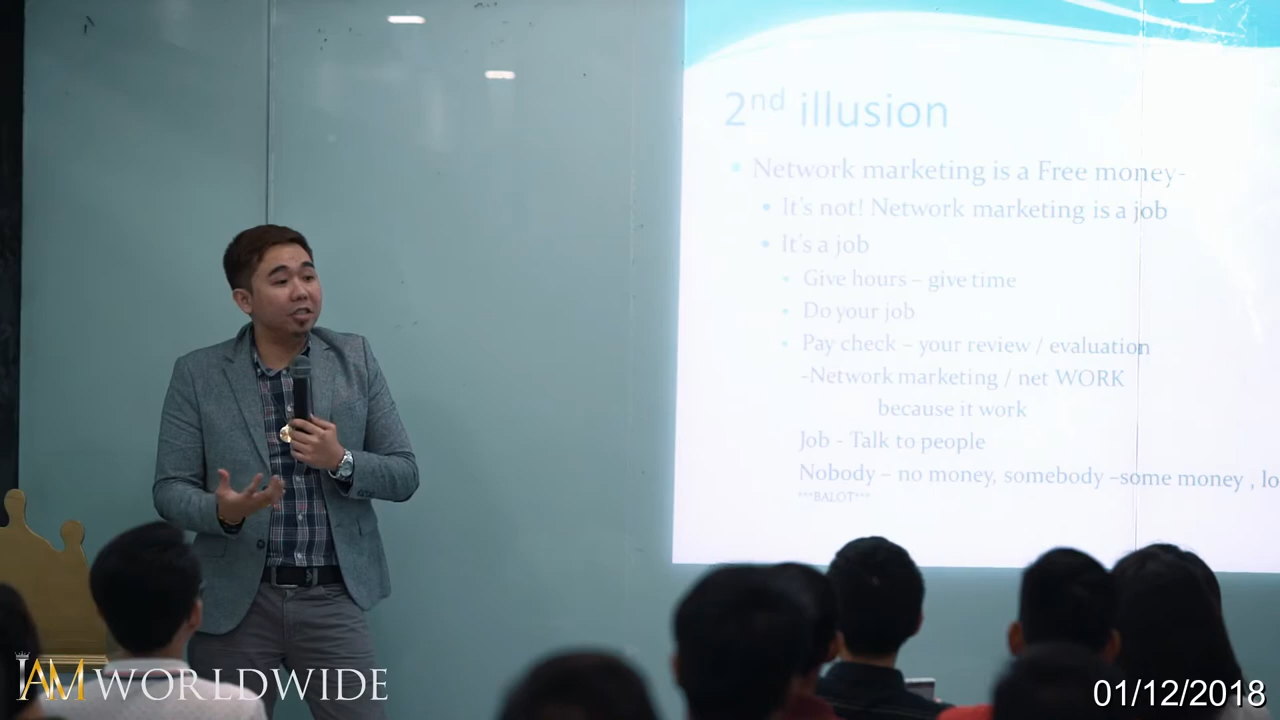 2nd illusion
Network marketing is a Free money-
It's not! Network marketing is a job
It's a job
Give hours – give time
Do your job
Pay check – your review / evaluation
-Network marketing / net WORK
because it work
Job - Talk to people
Nobody – no money, somebody –some money , lo
***BALOT***
IAM WORLDWIDE
01/12/2018